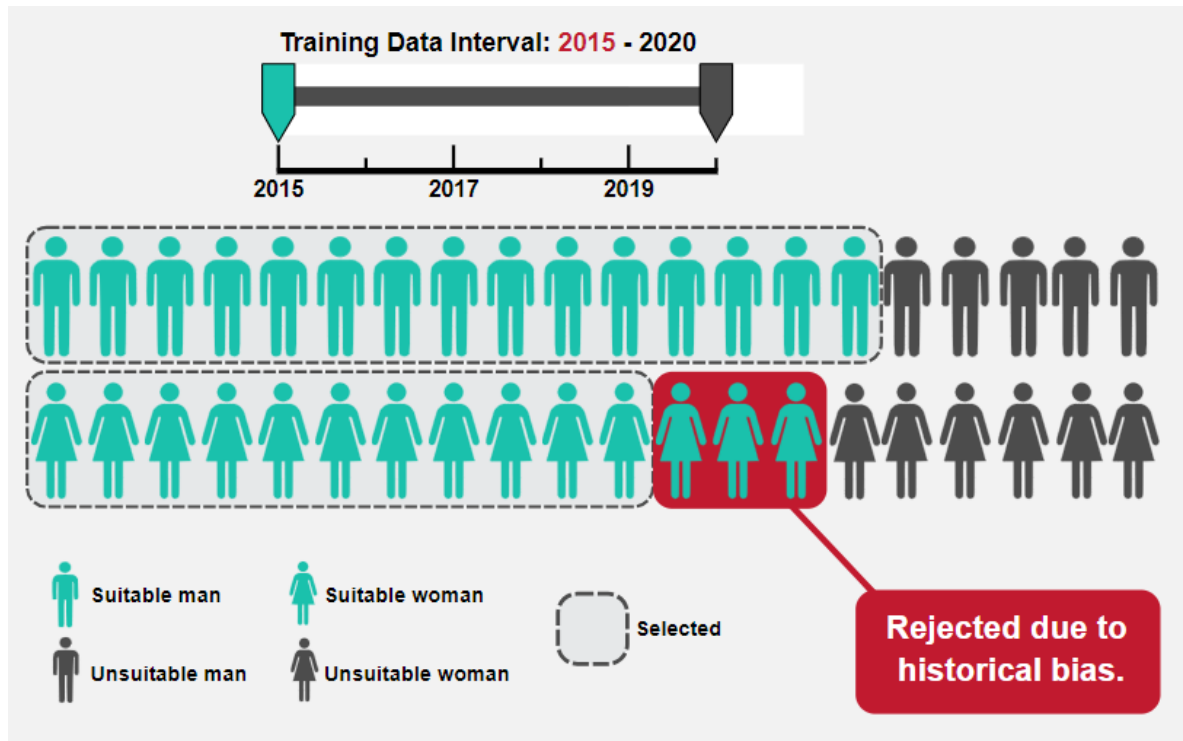 Training Data Interval: 2015 - 2020
2015 2017 2019
Suitable man
Suitable woman
Selected
Unsuitable man
Unsuitable woman
Rejected due to
historical bias.